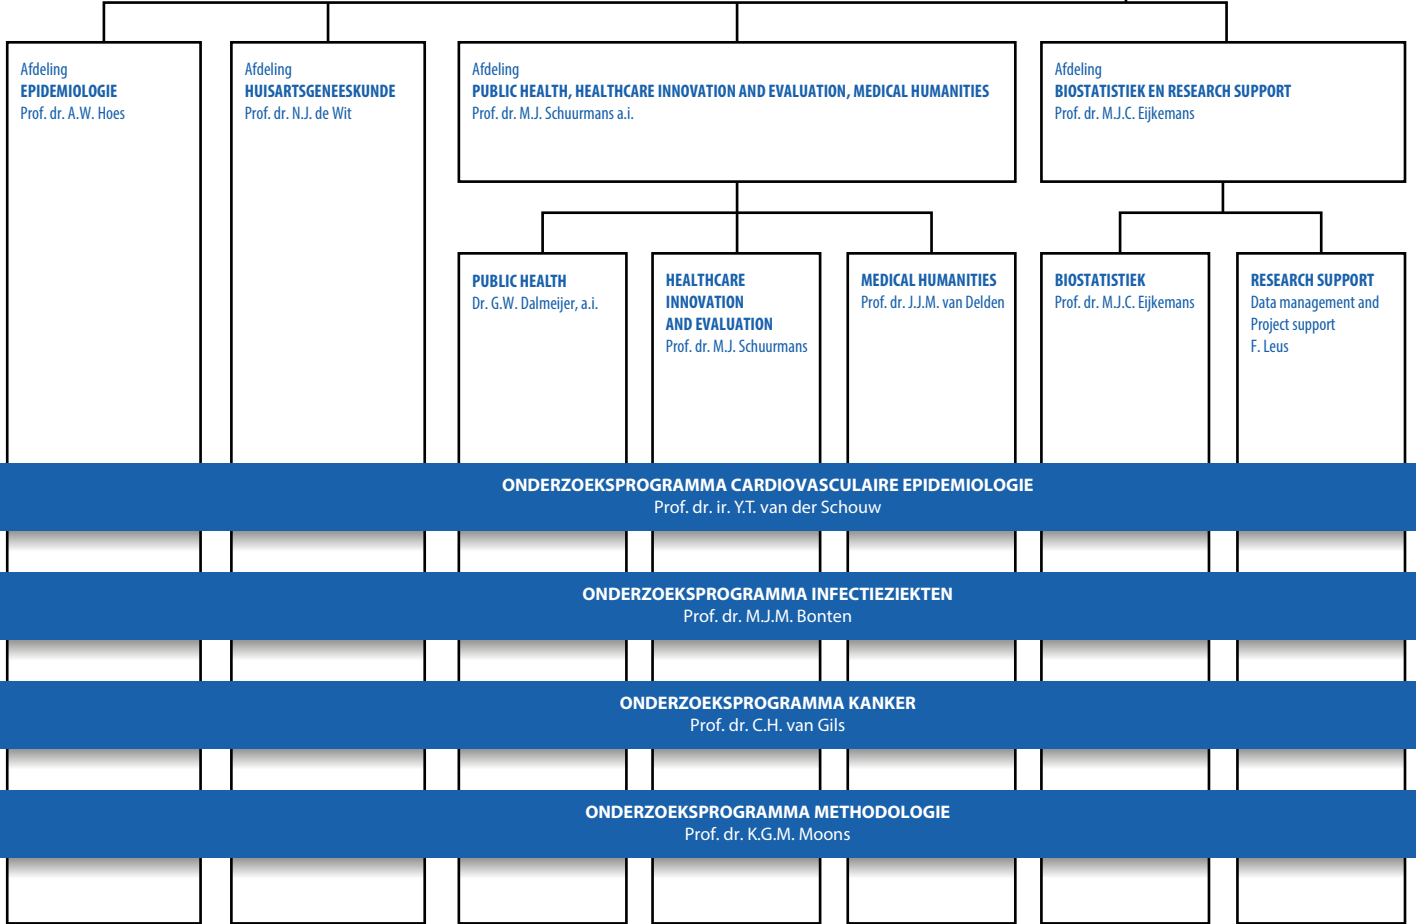 Afdeling
EPIDEMIOLOGIE
Prof. dr. A.W. Hoes
Afdeling
HUISARTSGENEESKUNDE
Prof. dr. N.J. de Wit
Afdeling
PUBLIC HEALTH, HEALTHCARE INNOVATION AND EVALUATION, MEDICAL HUMANITIES
Prof. dr. M.J. Schuurmans a.i.
Afdeling
BIOSTATISTIEK EN RESEARCH SUPPORT
Prof. dr. M.J.C. Eijkemans
PUBLIC HEALTH
Dr. G.W. Dalmeijer, a.i.
HEALTHCARE
INNOVATION
AND EVALUATION
Prof. dr. M.J. Schuurmans
MEDICAL HUMANITIES
Prof. dr. J.J.M. van Delden
BIOSTATISTIEK
Prof. dr. M.J.C. Eijkemans
RESEARCH SUPPORT
Data management and
Project support
F. Leus
ONDERZOEKSPROGRAMMA CARDIOVASCULAIRE EPIDEMIOLOGIE
Prof. dr. ir. Y.T. van der Schouw
ONDERZOEKSPROGRAMMA INFECTIEZIEKTEN
Prof. dr. M.J.M. Bonten
ONDERZOEKSPROGRAMMA KANKER
Prof. dr. C.H. van Gils
ONDERZOEKSPROGRAMMA METHODOLOGIE
Prof. dr. K.G.M. Moons